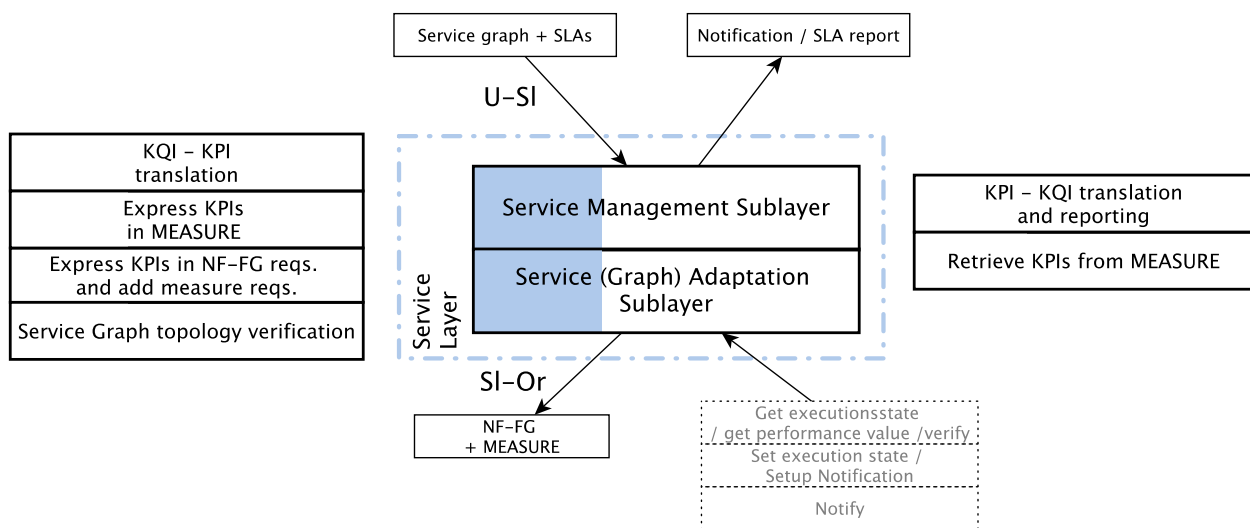 Service graph + SLAs
Notification / SLA report
U-Sl
KQI - KPI
translation
Express KPIs
in MEASURE
Express KPIs in NF-FG reqs.
and add measure reqs.
Service Graph topology verification
Service
Layer
Service Management Sublayer
Service (Graph) Adaptation
Sublayer
KPI - KQI translation
and reporting
Retrieve KPIs from MEASURE
Sl-Or
NF-FG
+ MEASURE
Get executionsstate
/ get performance value /verify
Set execution state /
Setup Notification
Notify